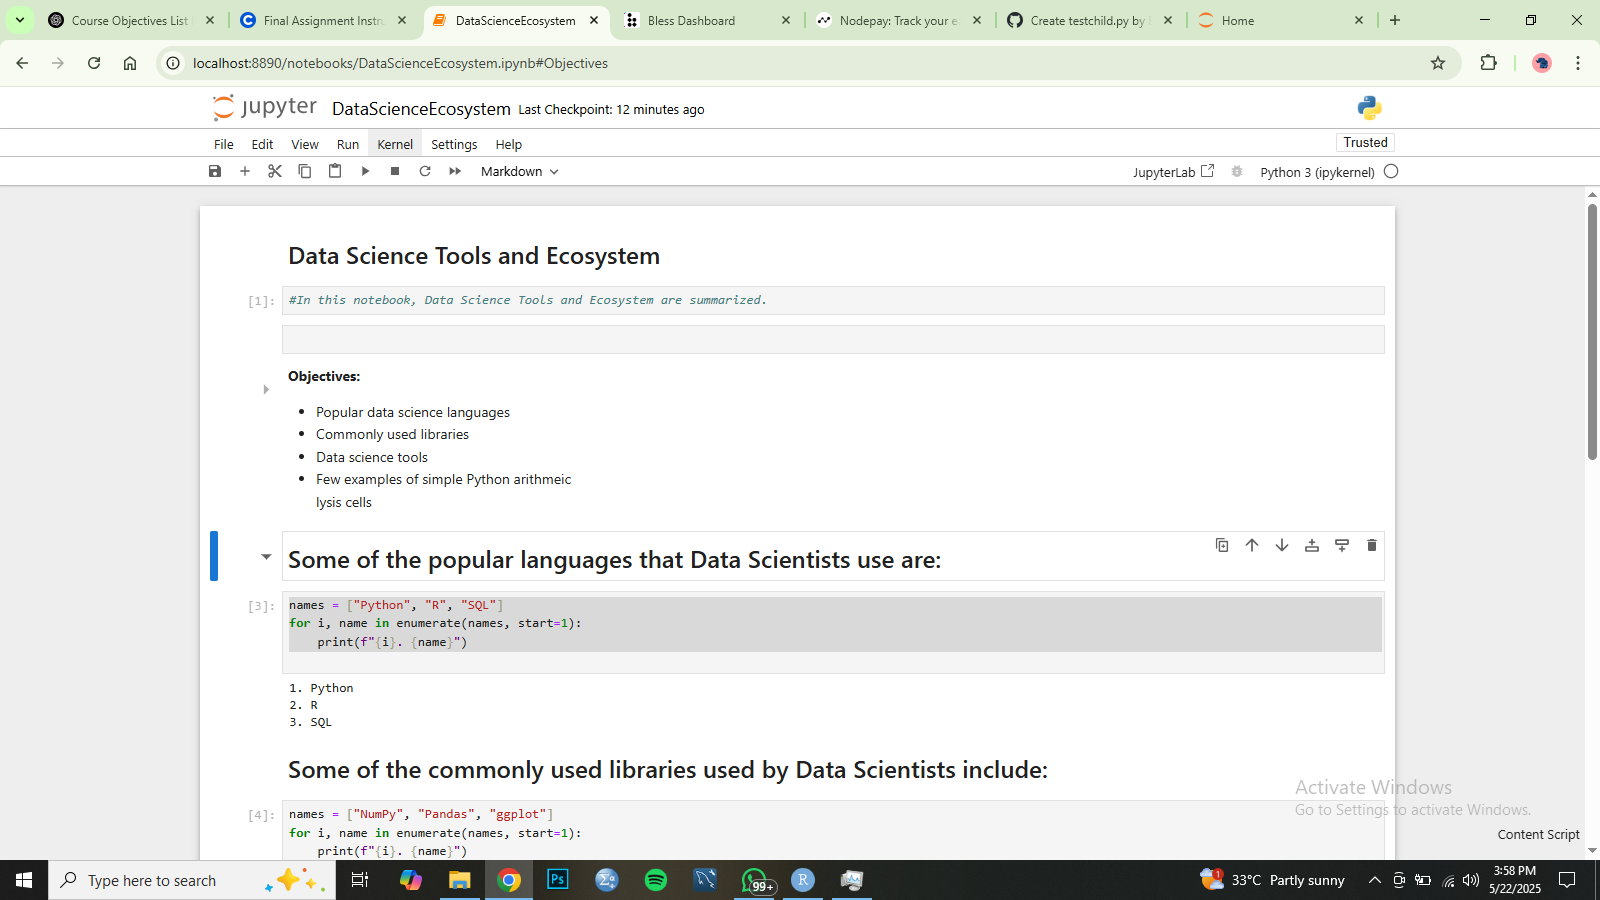 Course Objectives List
Final Assignment Instru
DataScienceEcosystem
Bless Dashboard
Nodepay: Track your e
Create testchild.py by
Home
localhost:8890/notebooks/DataScienceEcosystem.ipynb#Objectives
jupyter DataScienceEcosystem Last Checkpoint: 12 minutes ago
File Edit View Run Kernel Settings Help
Trusted
Markdown
JupyterLab
Python 3 (ipykernel)
Data Science Tools and Ecosystem
[1]: #In this notebook, Data Science Tools and Ecosystem are summarized.
Objectives:
• Popular data science languages
• Commonly used libraries
• Data science tools
• Few examples of simple Python arithmeic
lysis cells
Some of the popular languages that Data Scientists use are:
[3]: names = ["Python", "R", "SQL"]
for i, name in enumerate(names, start=1):
    print(f"{i}. {name}")
1. Python
2. R
3. SQL
Some of the commonly used libraries used by Data Scientists include:
[4]: names = ["NumPy", "Pandas", "ggplot"]
for i, name in enumerate(names, start=1):
    print(f"{i}. {name}")
Activate Windows
Go to Settings to activate Windows.
Content Script
Type here to search
Ps
99+
R
1
33°C Partly sunny
3:58 PM
5/22/2025